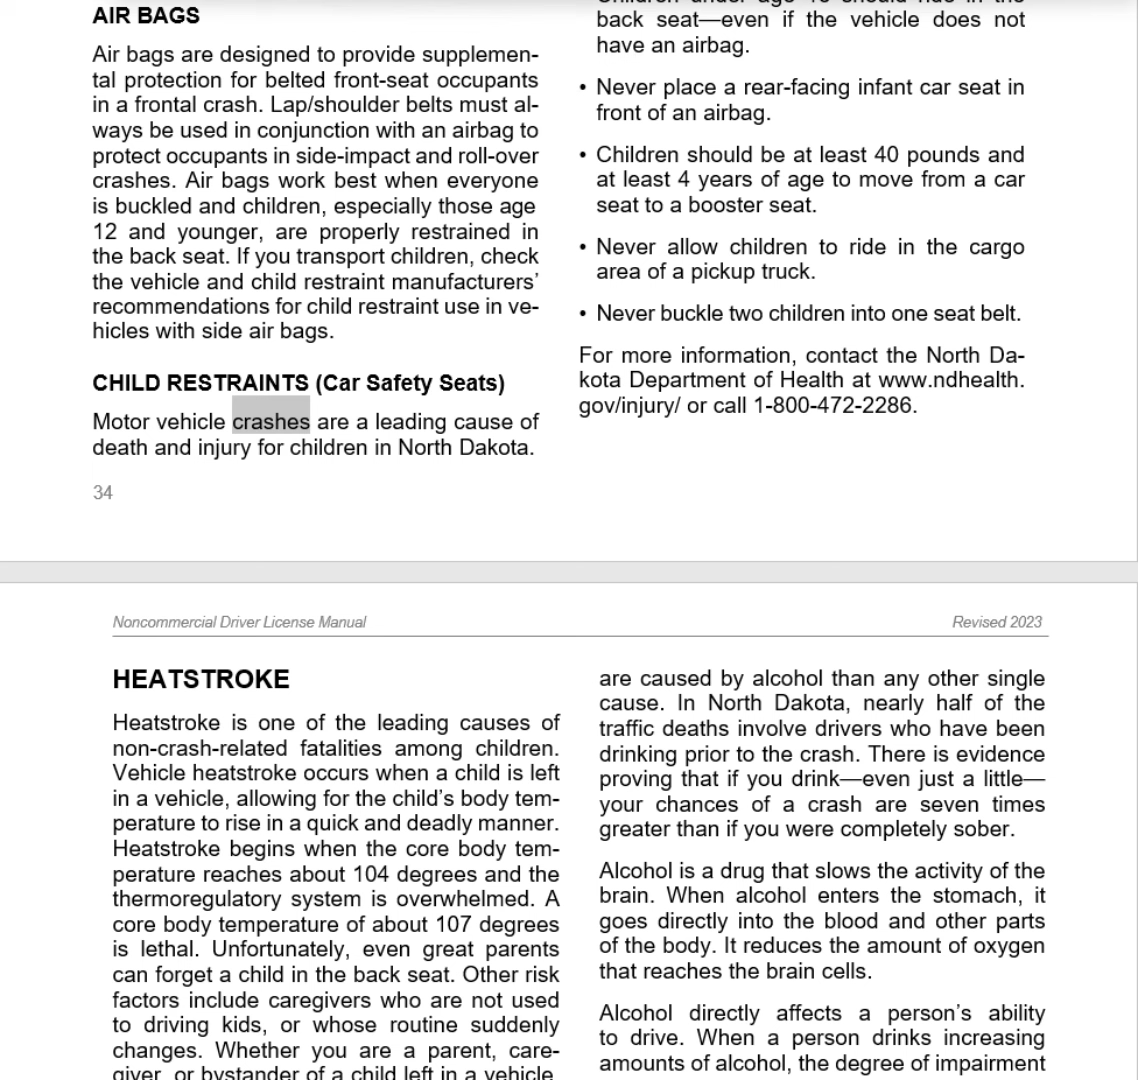 AIR BAGS
Air bags are designed to provide supplemen-
tal protection for belted front-seat occupants
in a frontal crash. Lap/shoulder belts must al-
ways be used in conjunction with an airbag to
protect occupants in side-impact and roll-over
crashes. Air bags work best when everyone
is buckled and children, especially those age
12 and younger, are properly restrained in
the back seat. If you transport children, check
the vehicle and child restraint manufacturers’
recommendations for child restraint use in ve-
hicles with side air bags.
CHILD RESTRAINTS (Car Safety Seats)
Motor vehicle crashes are a leading cause of
death and injury for children in North Dakota.
34
back seat—even if the vehicle does not
have an airbag.
• Never place a rear-facing infant car seat in
front of an airbag.
• Children should be at least 40 pounds and
at least 4 years of age to move from a car
seat to a booster seat.
• Never allow children to ride in the cargo
area of a pickup truck.
• Never buckle two children into one seat belt.
For more information, contact the North Da-
kota Department of Health at www.ndhealth.
gov/injury/ or call 1-800-472-2286.
Noncommercial Driver License Manual
Revised 2023
HEATSTROKE
Heatstroke is one of the leading causes of
non-crash-related fatalities among children.
Vehicle heatstroke occurs when a child is left
in a vehicle, allowing for the child’s body tem-
perature to rise in a quick and deadly manner.
Heatstroke begins when the core body tem-
perature reaches about 104 degrees and the
thermoregulatory system is overwhelmed. A
core body temperature of about 107 degrees
is lethal. Unfortunately, even great parents
can forget a child in the back seat. Other risk
factors include caregivers who are not used
to driving kids, or whose routine suddenly
changes. Whether you are a parent, care-
giver, or bystander of a child left in a vehicle,
are caused by alcohol than any other single
cause. In North Dakota, nearly half of the
traffic deaths involve drivers who have been
drinking prior to the crash. There is evidence
proving that if you drink—even just a little—
your chances of a crash are seven times
greater than if you were completely sober.
Alcohol is a drug that slows the activity of the
brain. When alcohol enters the stomach, it
goes directly into the blood and other parts
of the body. It reduces the amount of oxygen
that reaches the brain cells.
Alcohol directly affects a person’s ability
to drive. When a person drinks increasing
amounts of alcohol, the degree of impairment